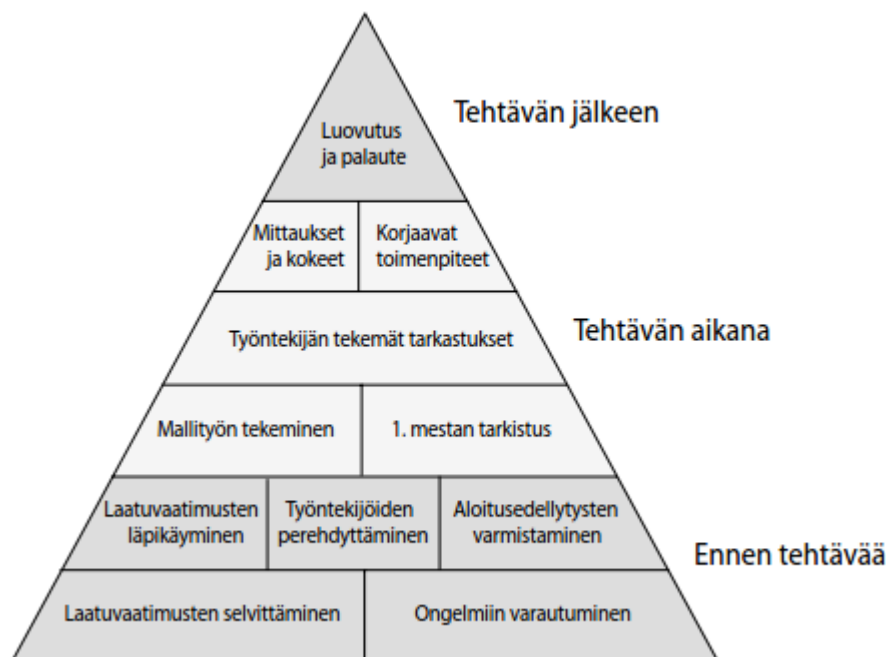 Luovutus
ja palaute
Tehtävän jälkeen
Mittaukset
ja kokeet
Korjaavat
toimenpiteet
Työntekijän tekemät tarkastukset
Tehtävän aikana
Mallityön tekeminen
1. mestan tarkistus
Laatuvaatimusten
läpikäyminen
Työntekijöiden
perehdyttäminen
Aloitusedellytysten
varmistaminen
Ennen tehtävää
Laatuvaatimusten selvittäminen
Ongelmiin varautuminen